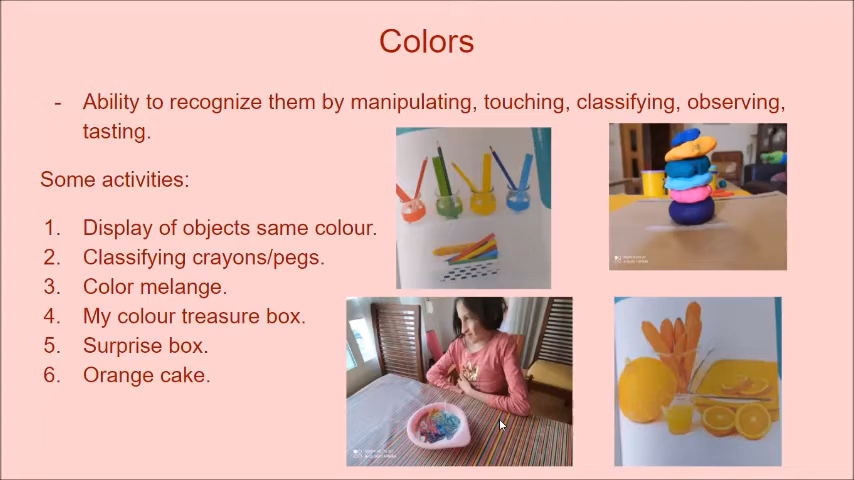 Colors
- Ability to recognize them by manipulating, touching, classifying, observing,
tasting.
Some activities:
1. Display of objects same colour.
2. Classifying crayons/pegs.
3. Color melange.
4. My colour treasure box.
5. Surprise box.
6. Orange cake.